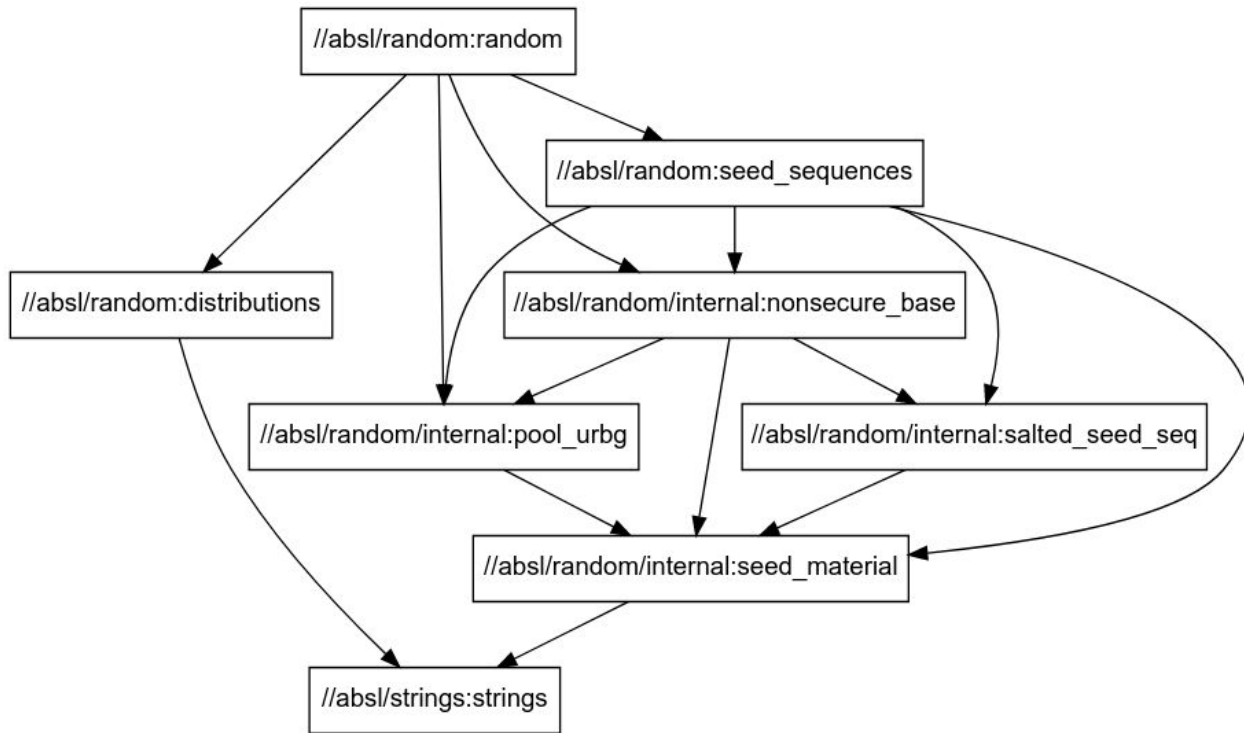 //absl/random:random
//absl/random:seed_sequences
//absl/random:distributions
//absl/random/internal:nonsecure_base
//absl/random/internal:pool_urbg
//absl/random/internal:salted_seed_seq
//absl/random/internal:seed_material
//absl/strings:strings